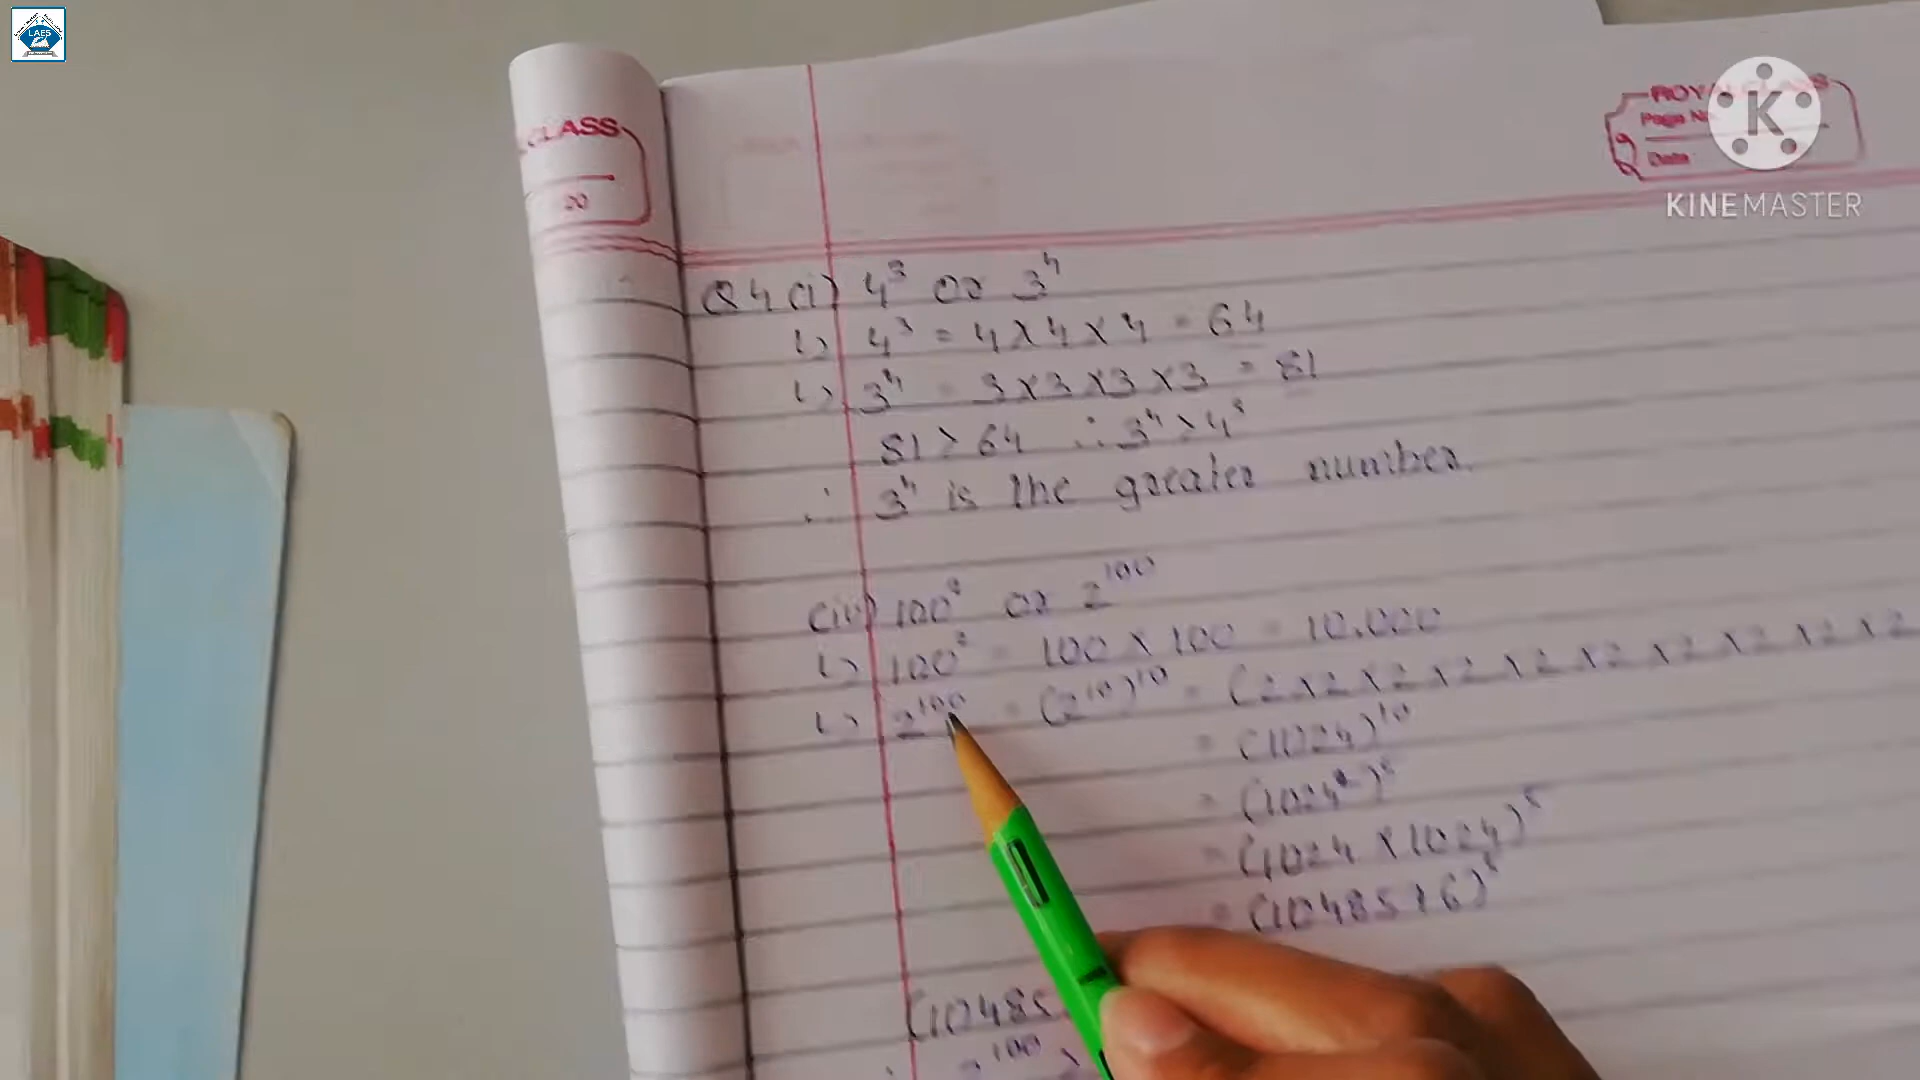 LAES
CLASS
ROYAL CLASS
Page No
Date
KINEMASTER
Q4 (i) 4³ or 3⁴
↳ 4³ = 4×4×4 = 64
↳ 3⁴ = 3×3×3×3 = 81
81 > 64 ∴ 3⁴ > 4³
∴ 3⁴ is the greater number.
(iv) 100² or 2¹⁰⁰
↳ 100² = 100 × 100 = 10,000
↳ 2¹⁰⁰ = (2¹⁰)¹⁰ = (2×2×2×2×2×2×2×2×2×2
= (1024)¹⁰
= (1024²)⁵
= (1024 × 1024)⁵
= (1048576)⁵
(10485
2¹⁰⁰ >